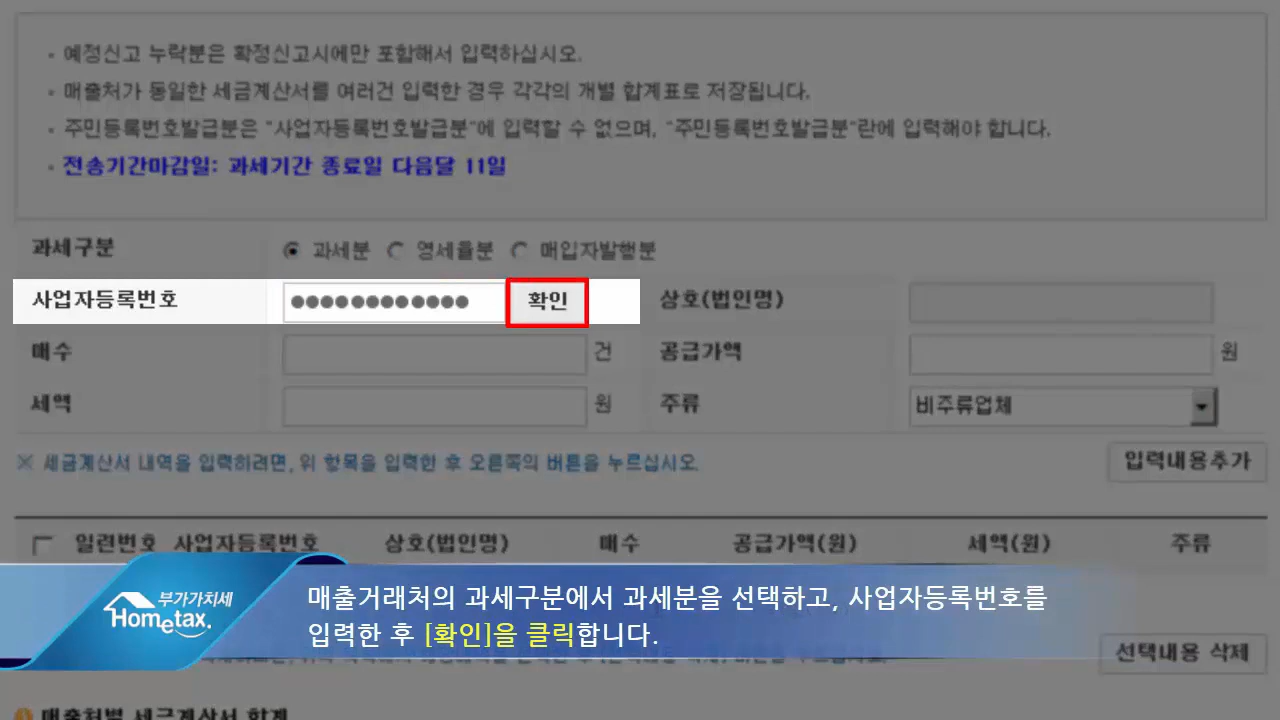 · 예정신고 누락분은 확정신고시에만 포함해서 입력하십시오.
· 매출처가 동일한 세금계산서를 여러건 입력한 경우 각각의 개별 합계표로 저장됩니다.
· 주민등록번호발급분은 "사업자등록번호발급분"에 입력할 수 없으며, "주민등록번호발급분"란에 입력해야 합니다.
· 전송기간마감일: 과세기간 종료일 다음달 11일
과세구분 과세분 영세율분 매입자발행분
사업자등록번호 ●●●●●●●●●●●● 확인 상호(법인명)
매수 건 공급가액 원
세액 원 주류 비주류업체
※ 세금계산서 내역을 입력하려면, 위 항목을 입력한 후 오른쪽의 버튼을 누르십시오. 입력내용추가
일련번호 사업자등록번호 상호(법인명) 매수 공급가액(원) 세액(원) 주류
부가가치세
Hometax.
매출거래처의 과세구분에서 과세분을 선택하고, 사업자등록번호를
입력한 후 [확인]을 클릭합니다.
선택내용 삭제
매출처별 세금계산서 합계